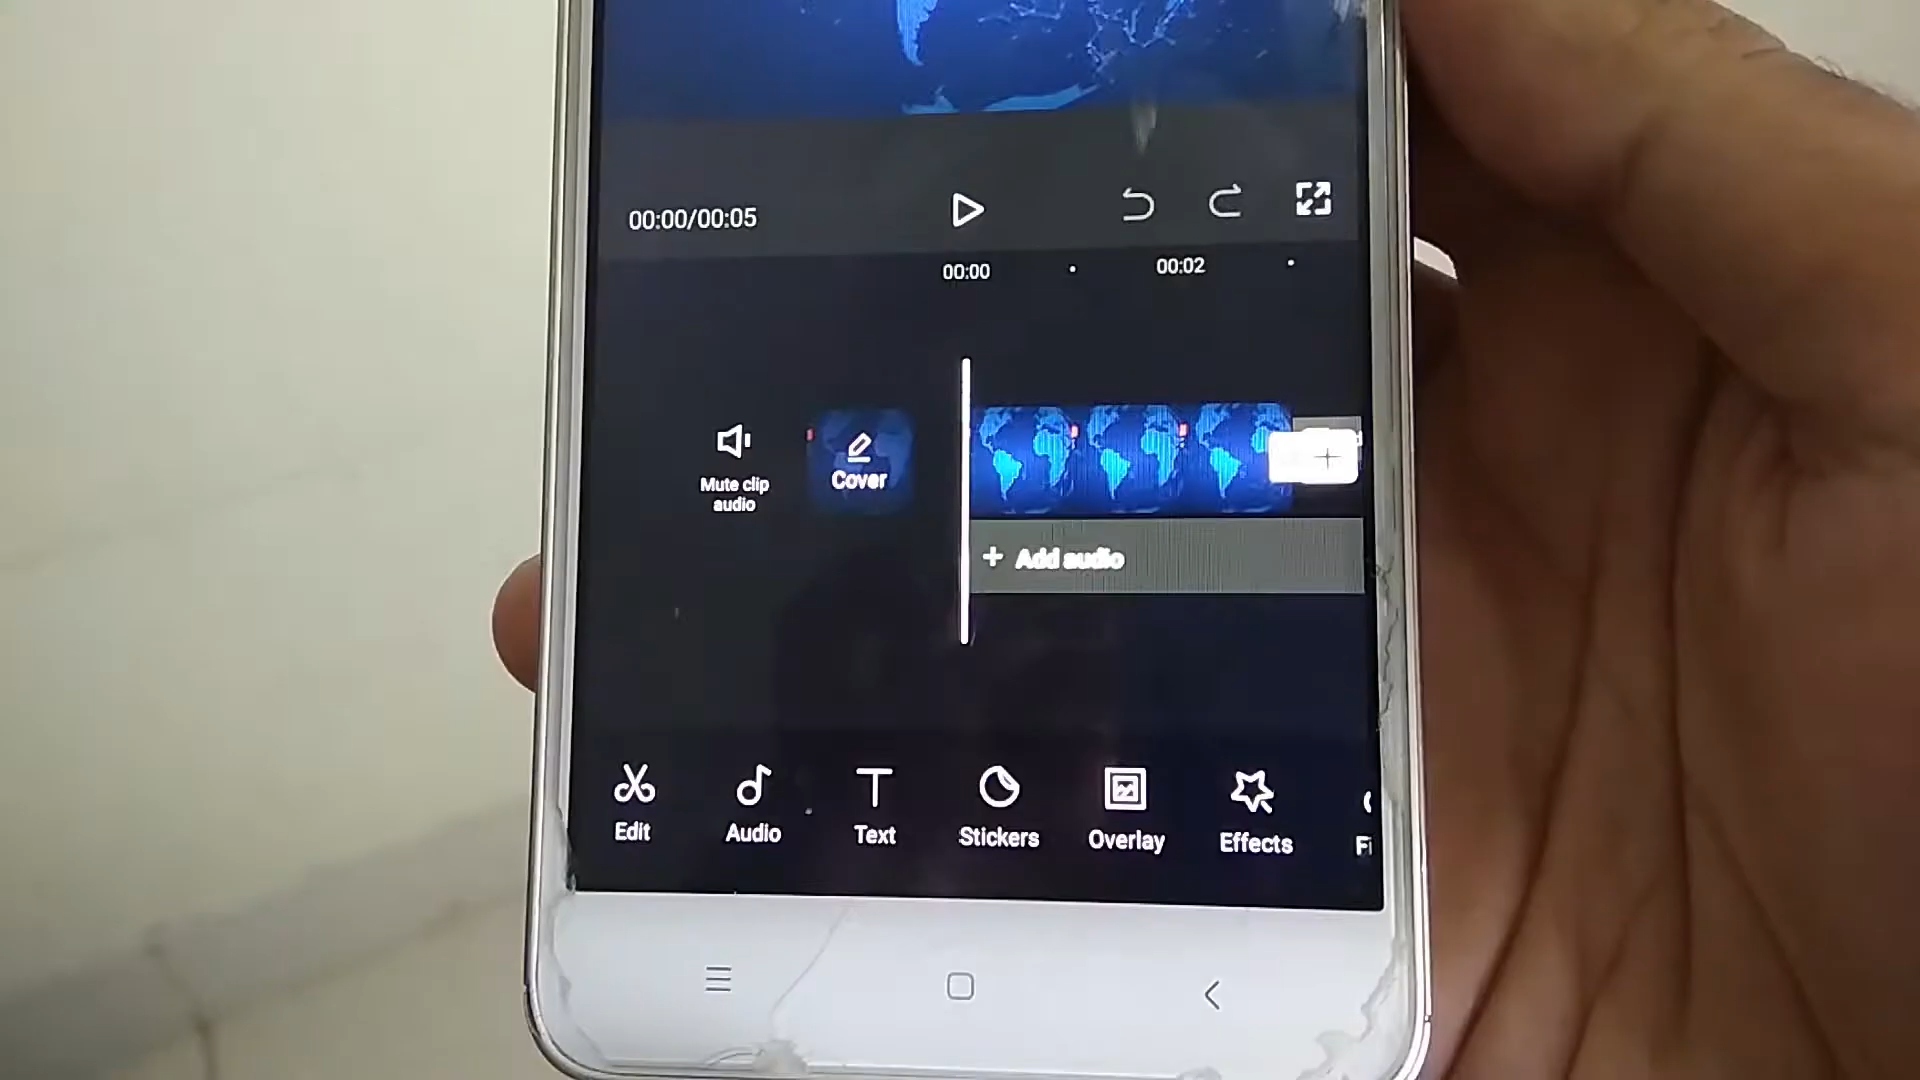 00:00/00:05
00:00
00:02
Mute clip
audio
Cover
+ Add audio
Edit
Audio
Text
Stickers
Overlay
Effects